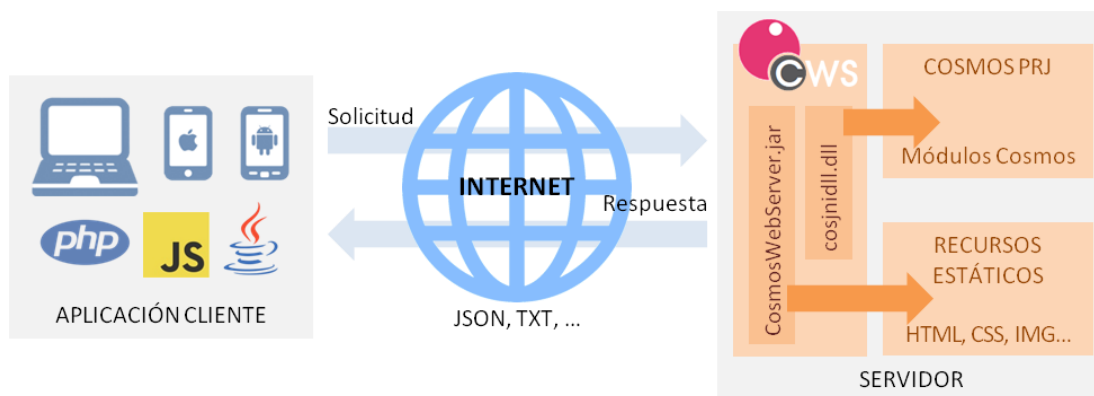 php
JS
APLICACIÓN CLIENTE
Solicitud
INTERNET
Respuesta
JSON, TXT, ...
CWS
CosmosWebServer.jar
cosjnidll.dll
COSMOS PRJ
Módulos Cosmos
RECURSOS
ESTÁTICOS
HTML, CSS, IMG...
SERVIDOR